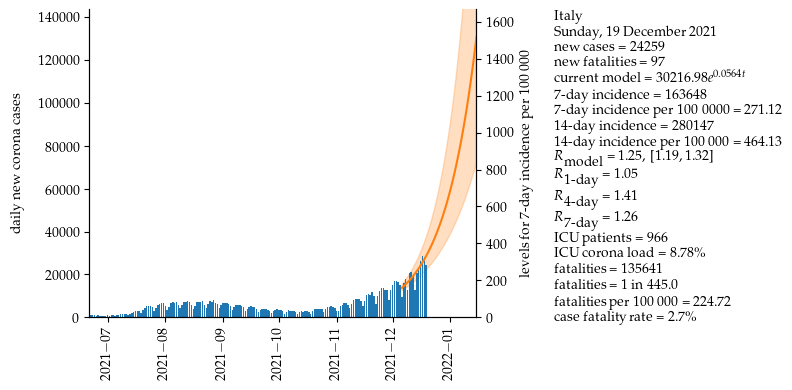 daily new corona cases
140000
120000
100000
80000
60000
40000
20000
0
2021−07
2021−08
2021−09
2021−10
2021−11
2021−12
2022−01
1600
1400
1200
1000
800
600
400
200
0
levels for 7-day incidence per 100 000
Italy
Sunday, 19 December 2021
new cases = 24259
new fatalities = 97
current model = 30216.98e^0.0564t
7-day incidence = 163648
7-day incidence per 100 0000 = 271.12
14-day incidence = 280147
14-day incidence per 100 000 = 464.13
R_model = 1.25, [1.19, 1.32]
R_1-day = 1.05
R_4-day = 1.41
R_7-day = 1.26
ICU patients = 966
ICU corona load = 8.78%
fatalities = 135641
fatalities = 1 in 445.0
fatalities per 100 000 = 224.72
case fatality rate = 2.7%